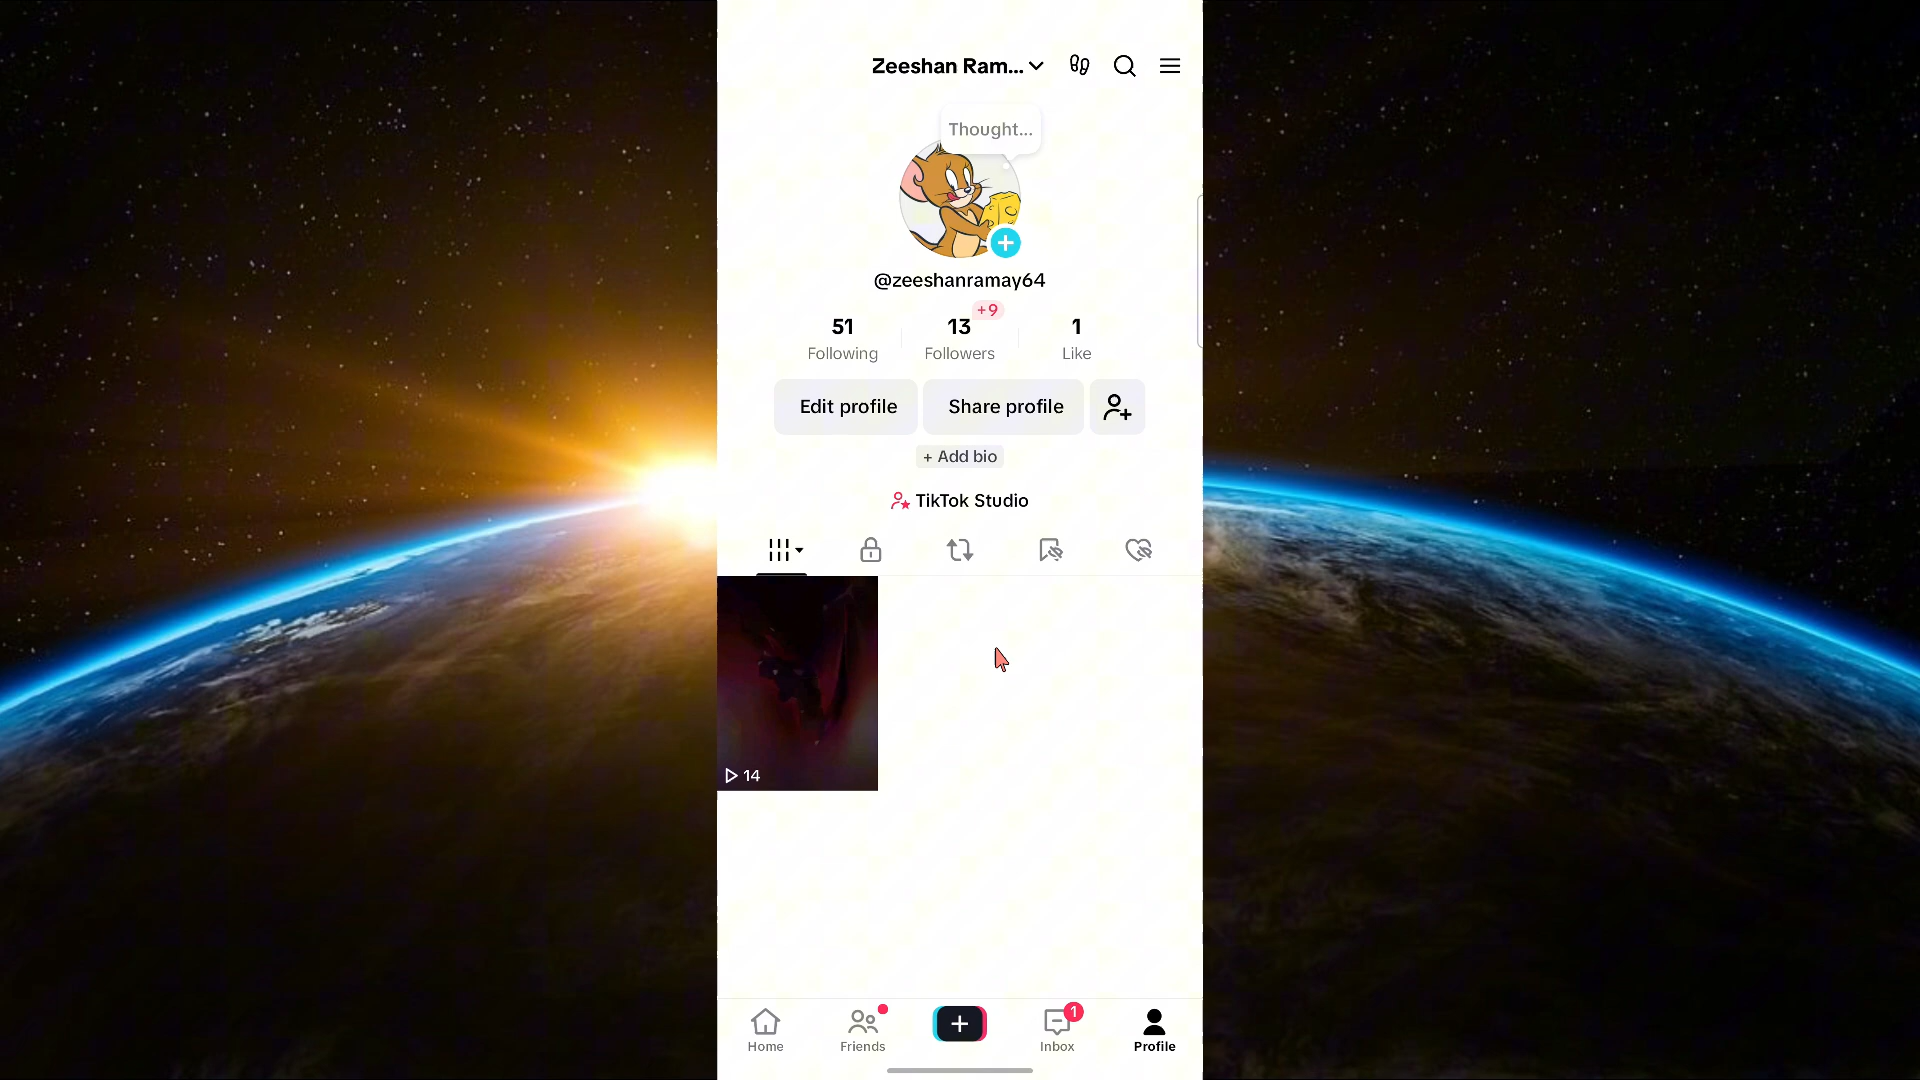 Zeeshan Ram...
Thought...
@zeeshanramay64
+9
51 13 1
Following Followers Like
Edit profile Share profile
+ Add bio
TikTok Studio
14
1
Home Friends Inbox Profile